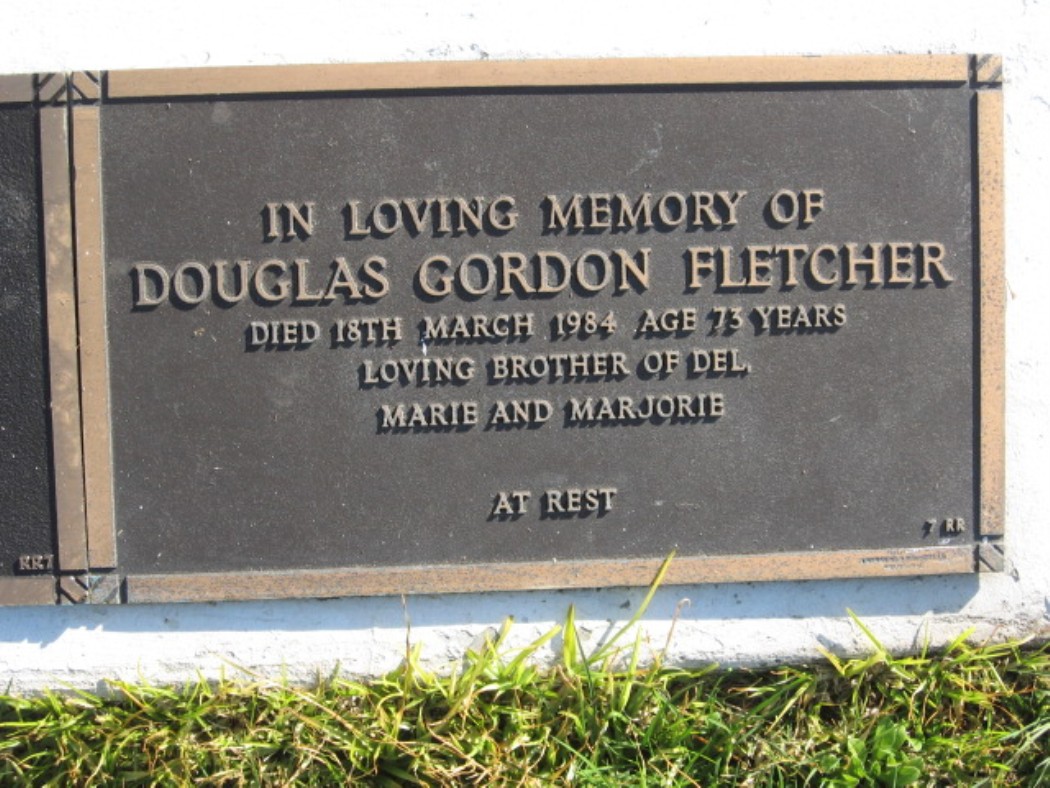 IN LOVING MEMORY OF
DOUGLAS GORDON FLETCHER
DIED 18TH MARCH 1984 AGE 73 YEARS
LOVING BROTHER OF DEL,
MARIE AND MARJORIE
AT REST
7 RR
RR7